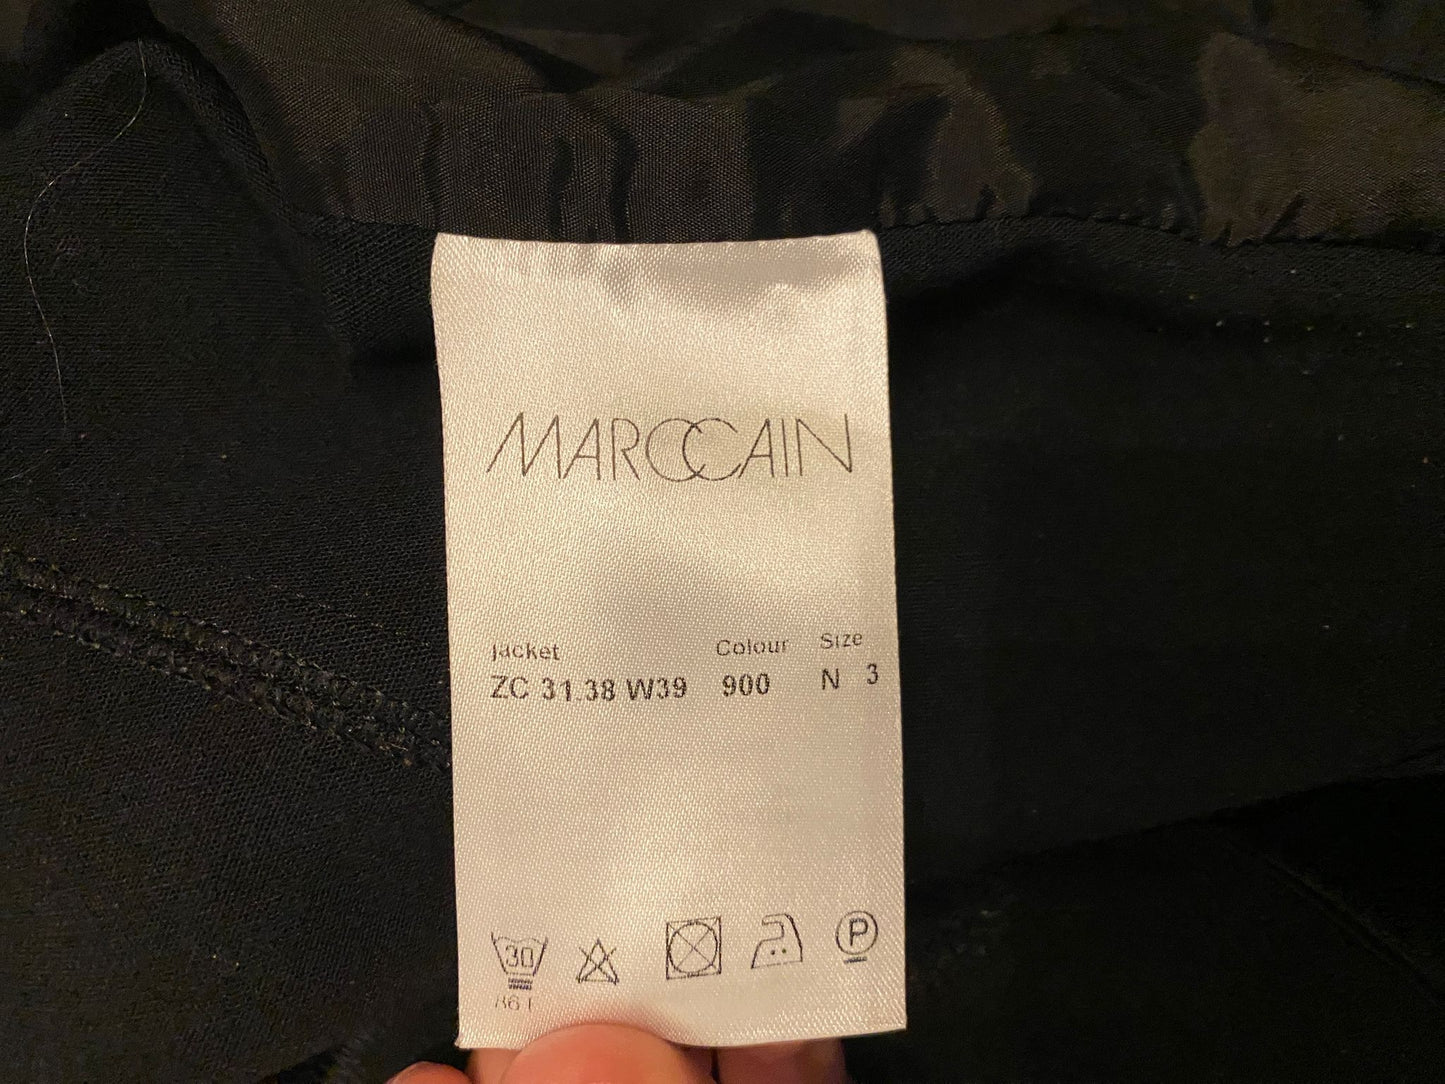 MARCCAIN
Jacket Colour Size
ZC 31.38 W39 900 N 3
30 P